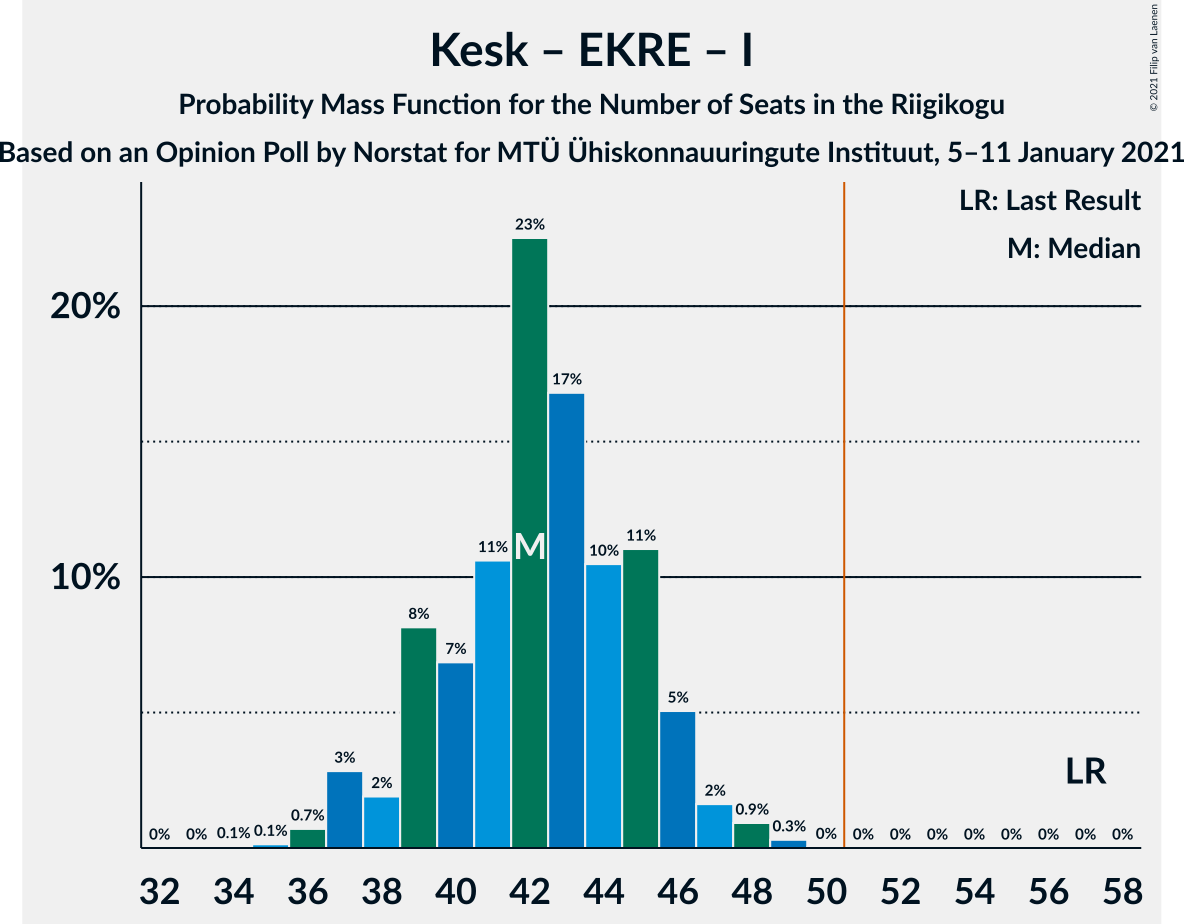 Kesk – EKRE – I
Probability Mass Function for the Number of Seats in the Riigikogu
Based on an Opinion Poll by Norstat for MTÜ Ühiskonnauuringute Instituut, 5–11 January 2021
© 2021 Filip van Laenen
LR: Last Result
M: Median
20%
10%
0% 0% 0.1% 0.1% 0.7% 3% 2% 8% 7% 11% 23% 17% 10% 11% 5% 2% 0.9% 0.3% 0% 0% 0% 0% 0% 0% 0% 0% 0%
M
LR
32 34 36 38 40 42 44 46 48 50 52 54 56 58